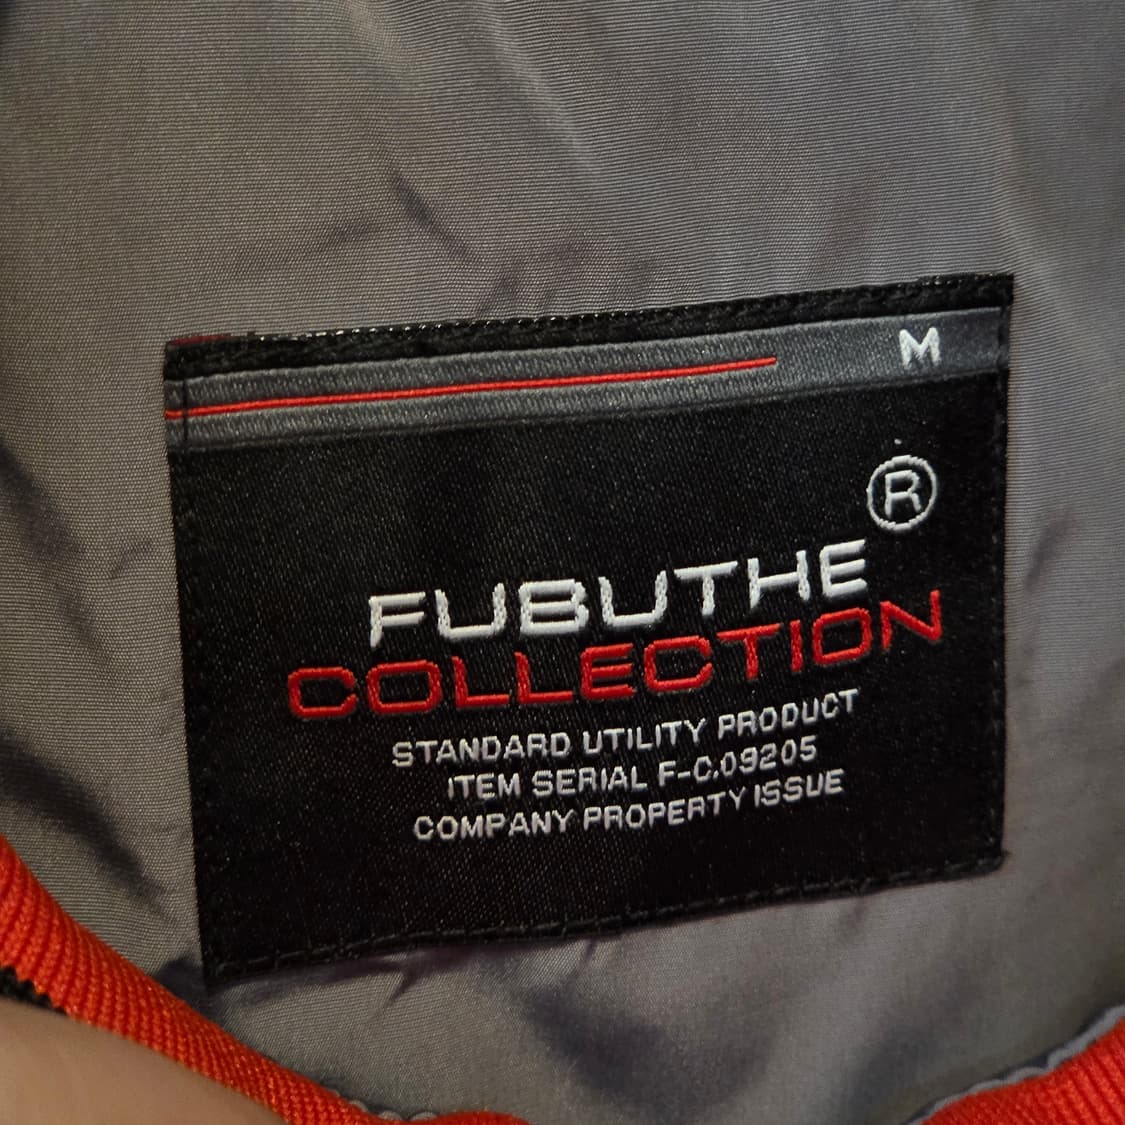 M
®
FUBUTHE
COLLECTION
STANDARD UTILITY PRODUCT
ITEM SERIAL F-C.09205
COMPANY PROPERTY ISSUE